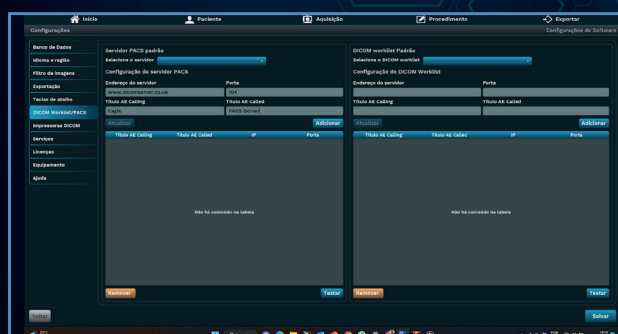 Início
Paciente
Aquisição
Procedimento
Exportar
Configurações
Configurações do Software
Banco de Dados
Idioma e região
Filtro de imagens
Exportação
Teclas de atalho
DICOM Worklist/PACS
Impressoras DICOM
Serviços
Licenças
Equipamento
Ajuda
Servidor PACS padrão
Selecione o servidor
Configuração de servidor PACS
Endereço do servidor
Porta
www.dicomserver.co.uk
104
Título AE Calling
Título AE Called
Eagle
PACS Server
Atualizar
Adicionar
Título AE Calling
Título AE Called
IP
Porta
Não há conteúdo na tabela
Remover
Testar
DICOM worklist Padrão
Selecione o DICOM worklist
Configuração do DICOM Worklist
Endereço do servidor
Porta
Título AE Calling
Título AE Called
Atualizar
Adicionar
Título AE Calling
Título AE Called
IP
Porta
Não há conteúdo na tabela
Remover
Testar
Voltar
Salvar